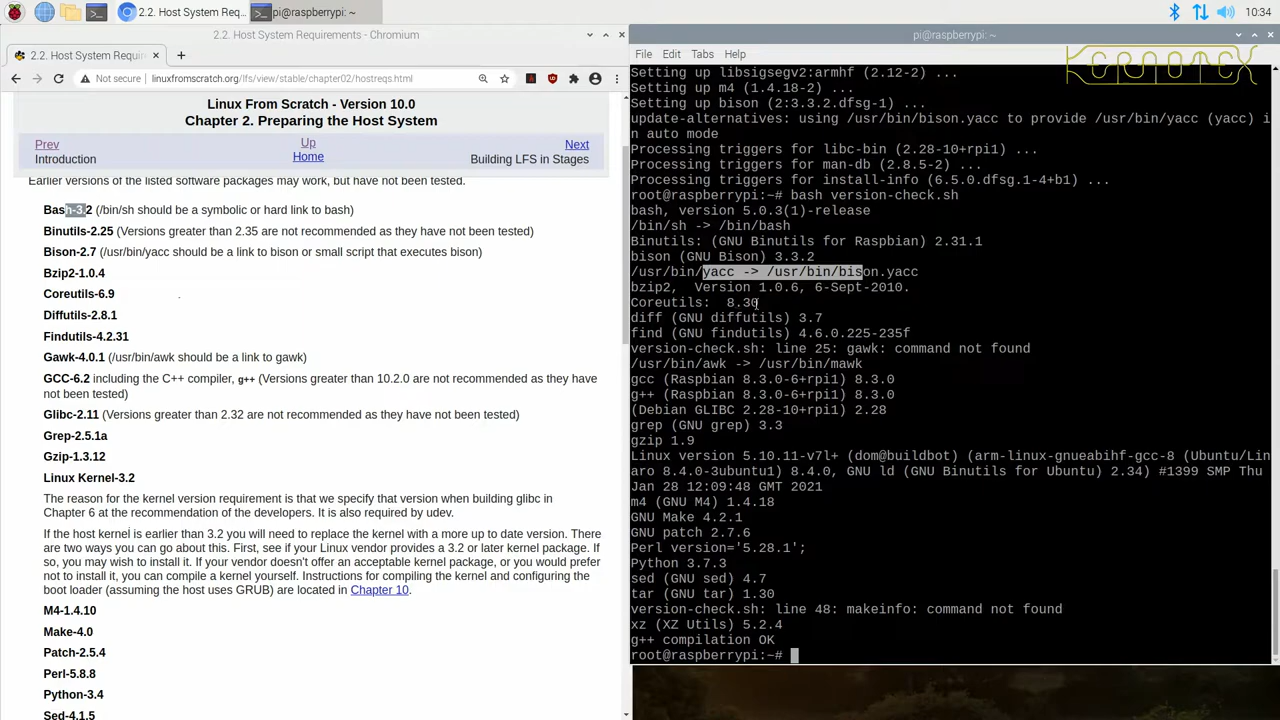 2.2. Host System Req...
pi@raspberrypi: ~
10:34
2.2. Host System Requirements - Chromium
pi@raspberrypi: ~
2.2. Host System Requirem
Not secure
linuxfromscratch.org/lfs/view/stable/chapter02/hostreqs.html
File Edit Tabs Help
KERNOTEX
Linux From Scratch - Version 10.0
Chapter 2. Preparing the Host System
Prev Up Next
Introduction Home Building LFS in Stages
Earlier versions of the listed software packages may work, but have not been tested.
Bash-3.2 (/bin/sh should be a symbolic or hard link to bash)
Binutils-2.25 (Versions greater than 2.35 are not recommended as they have not been tested)
Bison-2.7 (/usr/bin/yacc should be a link to bison or small script that executes bison)
Bzip2-1.0.4
Coreutils-6.9
Diffutils-2.8.1
Findutils-4.2.31
Gawk-4.0.1 (/usr/bin/awk should be a link to gawk)
GCC-6.2 including the C++ compiler, g++ (Versions greater than 10.2.0 are not recommended as they have
not been tested)
Glibc-2.11 (Versions greater than 2.32 are not recommended as they have not been tested)
Grep-2.5.1a
Gzip-1.3.12
Linux Kernel-3.2
The reason for the kernel version requirement is that we specify that version when building glibc in
Chapter 6 at the recommendation of the developers. It is also required by udev.
If the host kernel is earlier than 3.2 you will need to replace the kernel with a more up to date version. There
are two ways you can go about this. First, see if your Linux vendor provides a 3.2 or later kernel package. If
so, you may wish to install it. If your vendor doesn't offer an acceptable kernel package, or you would prefer
not to install it, you can compile a kernel yourself. Instructions for compiling the kernel and configuring the
boot loader (assuming the host uses GRUB) are located in Chapter 10.
M4-1.4.10
Make-4.0
Patch-2.5.4
Perl-5.8.8
Python-3.4
Sed-4.1.5
Setting up libsigsegv2:armhf (2.12-2) ...
Setting up m4 (1.4.18-2) ...
Setting up bison (2:3.3.2.dfsg-1) ...
update-alternatives: using /usr/bin/bison.yacc to provide /usr/bin/yacc (yacc) i
n auto mode
Processing triggers for libc-bin (2.28-10+rpi1) ...
Processing triggers for man-db (2.8.5-2) ...
Processing triggers for install-info (6.5.0.dfsg.1-4+b1) ...
root@raspberrypi:~# bash version-check.sh
bash, version 5.0.3(1)-release
/bin/sh -> /bin/bash
Binutils: (GNU Binutils for Raspbian) 2.31.1
bison (GNU Bison) 3.3.2
/usr/bin/yacc -> /usr/bin/bison.yacc
bzip2,  Version 1.0.6, 6-Sept-2010.
Coreutils:  8.30
diff (GNU diffutils) 3.7
find (GNU findutils) 4.6.0.225-235f
version-check.sh: line 25: gawk: command not found
/usr/bin/awk -> /usr/bin/mawk
gcc (Raspbian 8.3.0-6+rpi1) 8.3.0
g++ (Raspbian 8.3.0-6+rpi1) 8.3.0
(Debian GLIBC 2.28-10+rpi1) 2.28
grep (GNU grep) 3.3
gzip 1.9
Linux version 5.10.11-v7l+ (dom@buildbot) (arm-linux-gnueabihf-gcc-8 (Ubuntu/Lin
aro 8.4.0-3ubuntu1) 8.4.0, GNU ld (GNU Binutils for Ubuntu) 2.34) #1399 SMP Thu
Jan 28 12:09:48 GMT 2021
m4 (GNU M4) 1.4.18
GNU Make 4.2.1
GNU patch 2.7.6
Perl version='5.28.1';
Python 3.7.3
sed (GNU sed) 4.7
tar (GNU tar) 1.30
version-check.sh: line 48: makeinfo: command not found
xz (XZ Utils) 5.2.4
g++ compilation OK
root@raspberrypi:~#